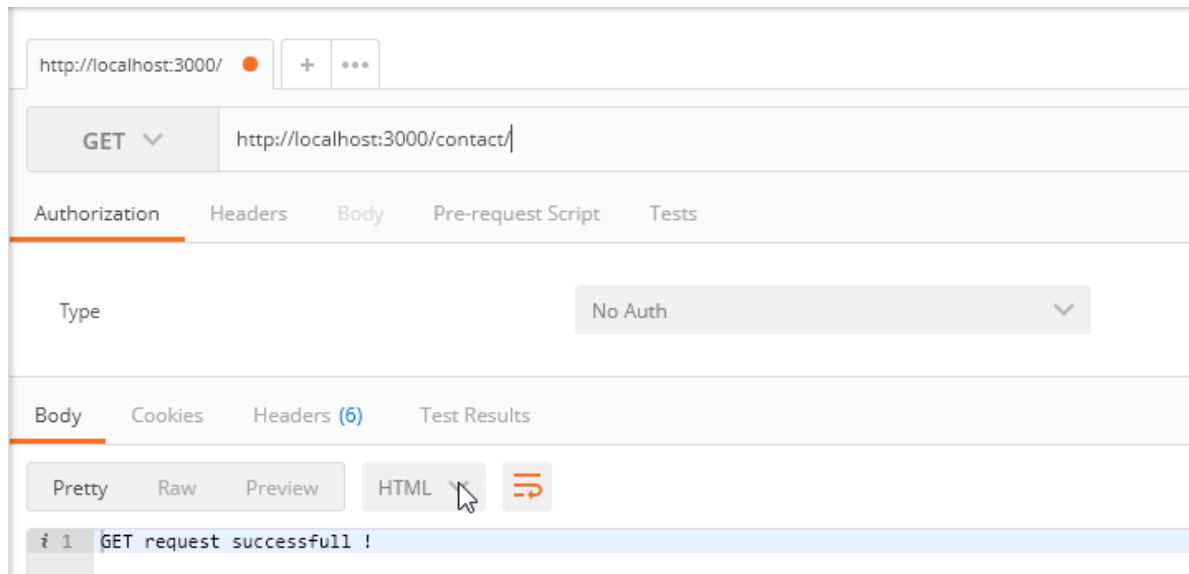 http://localhost:3000/
GET http://localhost:3000/contact/
Authorization Headers Body Pre-request Script Tests
Type No Auth
Body Cookies Headers (6) Test Results
Pretty Raw Preview HTML
i 1 GET request successfull !